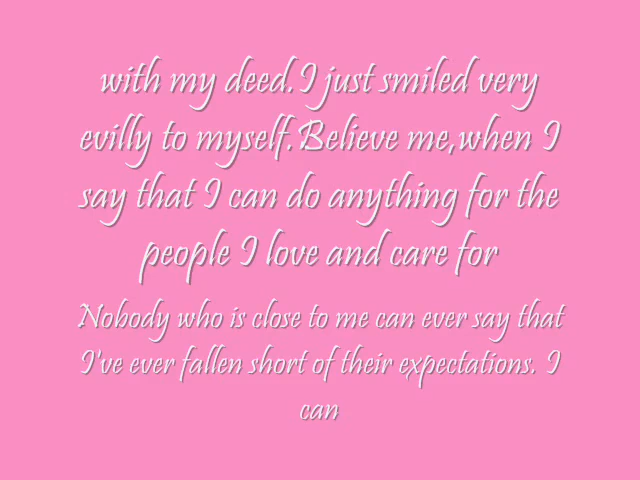 with my deed.I just smiled very
evilly to myself.Believe me,when I
say that I can do anything for the
people I love and care for
Nobody who is close to me can ever say that
I've ever fallen short of their expectations. I
can